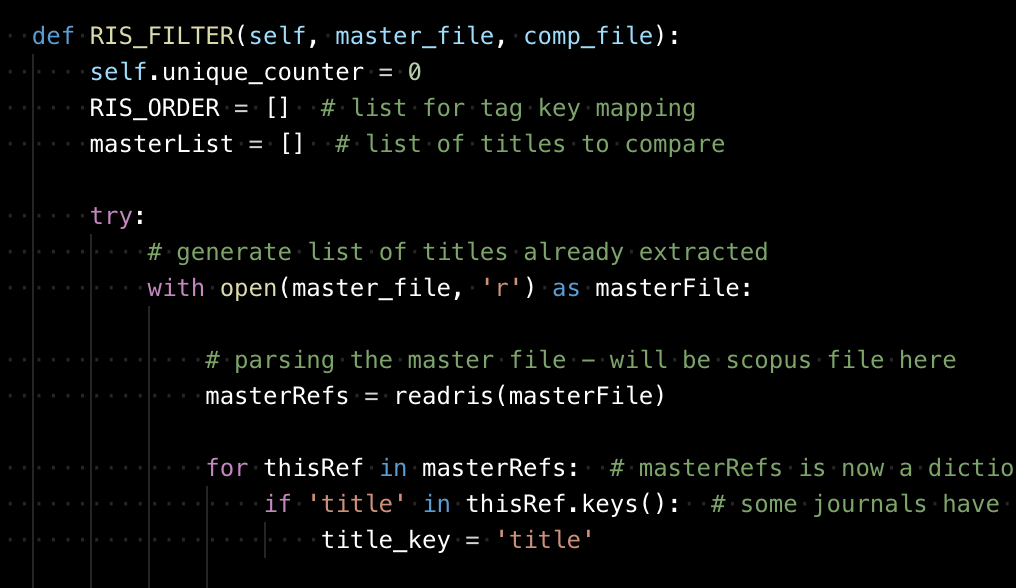 def RIS_FILTER(self, master_file, comp_file):
self.unique_counter = 0
RIS_ORDER = []  # list for tag key mapping
masterList = []  # list of titles to compare
try:
# generate list of titles already extracted
with open(master_file, 'r') as masterFile:
# parsing the master file – will be scopus file here
masterRefs = readris(masterFile)
for thisRef in masterRefs:  # masterRefs is now a dictio
if 'title' in thisRef.keys():  # some journals have
title_key = 'title'